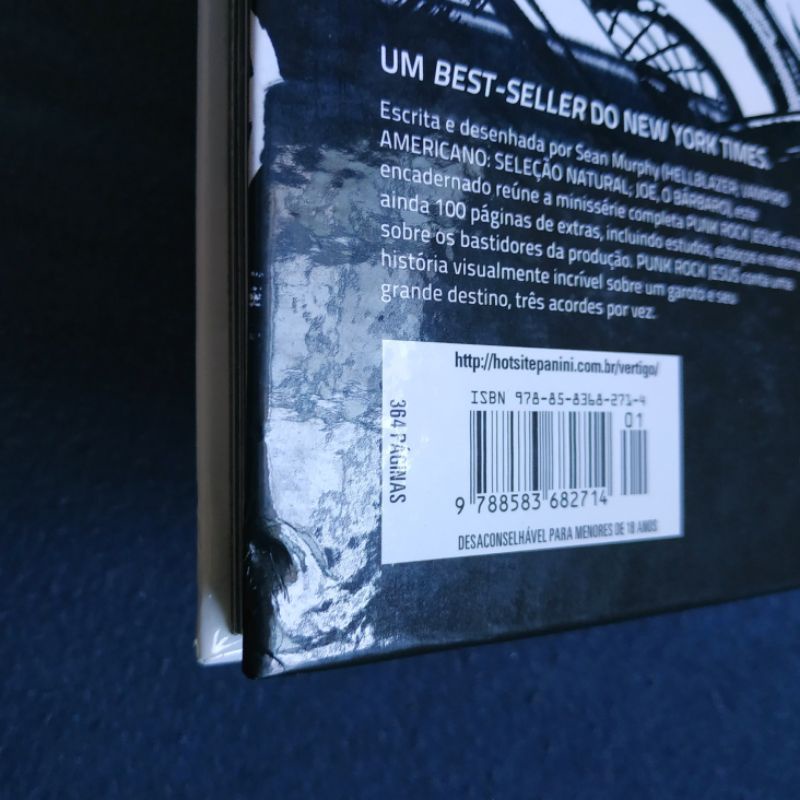 UM BEST-SELLER DO NEW YORK TIMES.
Escrita e desenhada por Sean Murphy (HELLBLAZER; VAMPIRO
AMERICANO: SELEÇÃO NATURAL; JOE, O BÁRBARO), este
encadernado reúne a minissérie completa PUNK ROCK JESUS e
ainda 100 páginas de extras, incluindo estudos, esboços e
sobre os bastidores da produção. PUNK ROCK JESUS conta uma
história visualmente incrível sobre um garoto e seu
grande destino, três acordes por vez.
http://hotsitepanini.com.br/vertigo/
ISBN 978-85-8368-271-4
01
364 PÁGINAS
9 788583 682714
DESACONSELHÁVEL PARA MENORES DE 18 ANOS